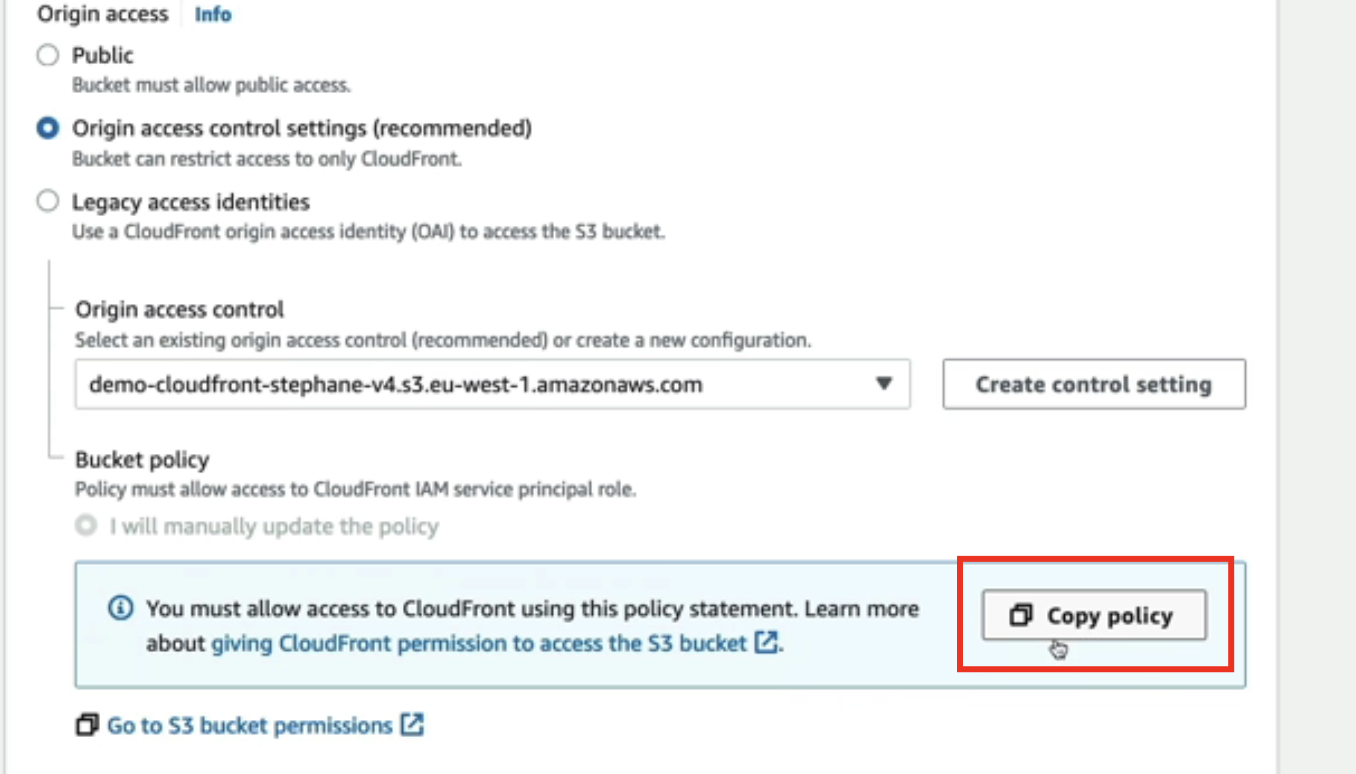 Origin access Info
Public
Bucket must allow public access.
Origin access control settings (recommended)
Bucket can restrict access to only CloudFront.
Legacy access identities
Use a CloudFront origin access identity (OAI) to access the S3 bucket.
Origin access control
Select an existing origin access control (recommended) or create a new configuration.
demo-cloudfront-stephane-v4.s3.eu-west-1.amazonaws.com
Create control setting
Bucket policy
Policy must allow access to CloudFront IAM service principal role.
I will manually update the policy
You must allow access to CloudFront using this policy statement. Learn more
about giving CloudFront permission to access the S3 bucket.
Copy policy
Go to S3 bucket permissions